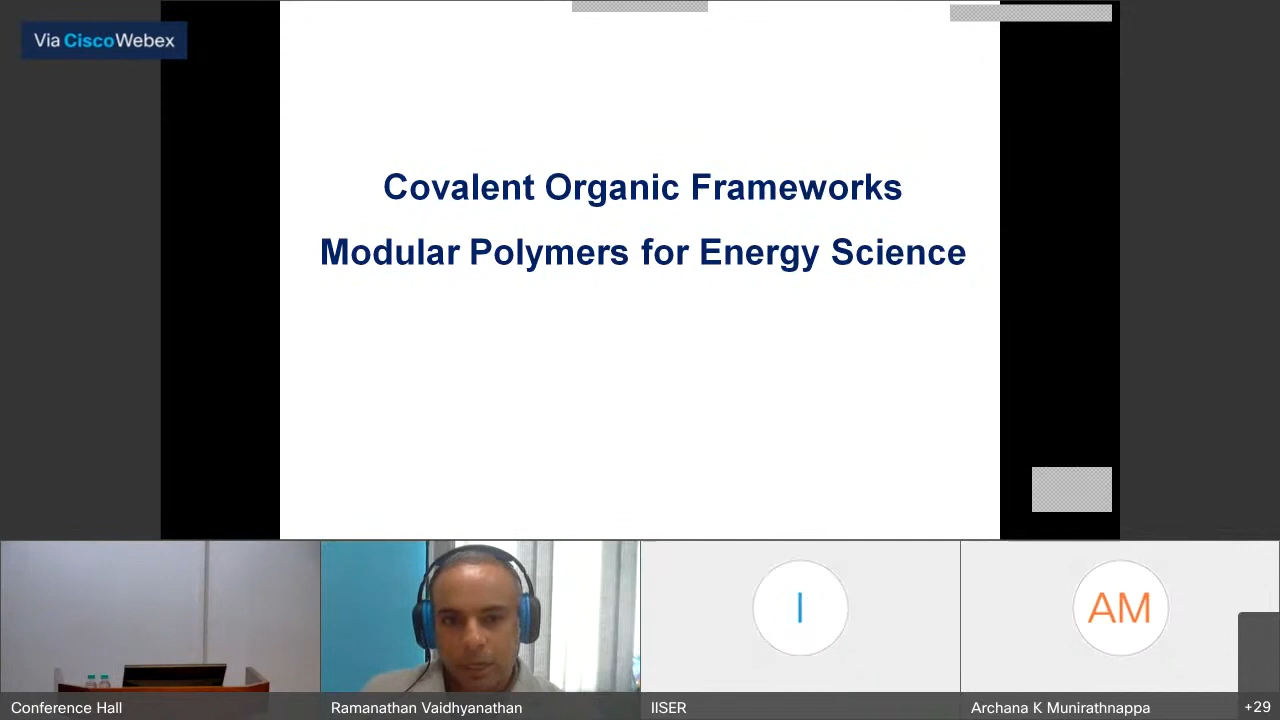 Via CiscoWebex
Covalent Organic Frameworks
Modular Polymers for Energy Science
I
AM
Conference Hall
Ramanathan Vaidhyanathan
IISER
Archana K Munirathnappa
+29